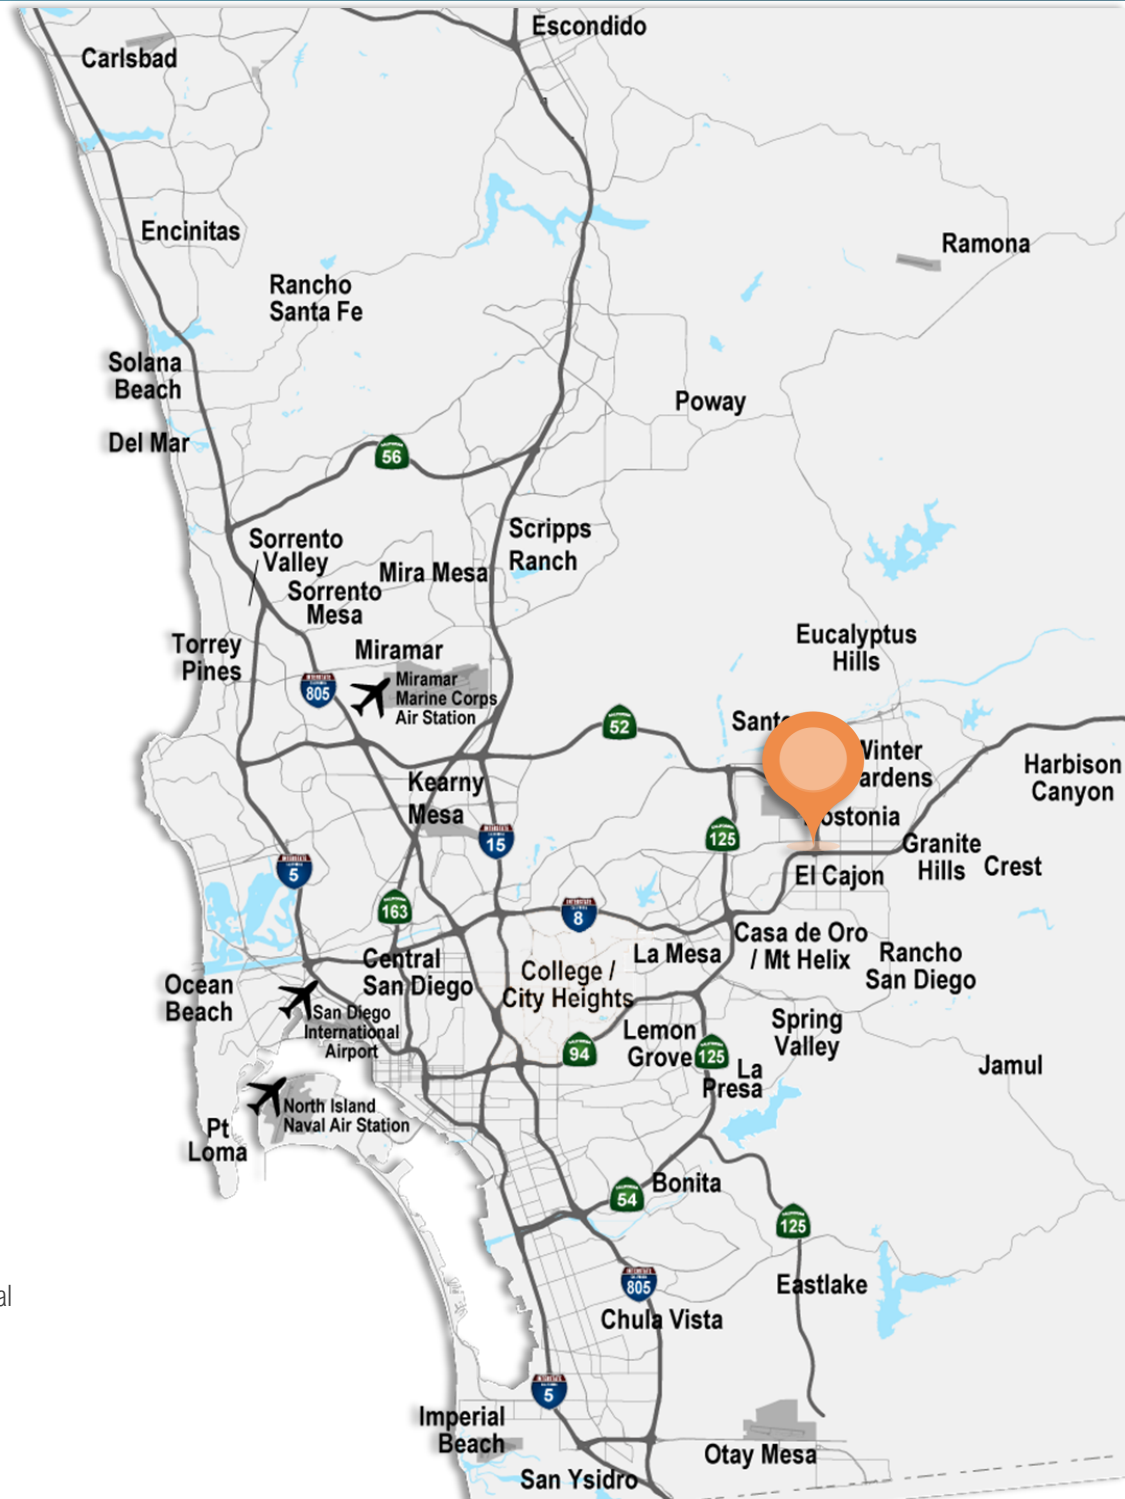 Escondido
Carlsbad
Encinitas
Ramona
Rancho
Santa Fe
Solana
Beach
Poway
Del Mar
56
Scripps
Ranch
Sorrento
Valley
Mira Mesa
Sorrento
Mesa
Eucalyptus
Hills
Torrey
Pines
Miramar
Miramar
Marine Corps
Air Station
805
52
Harbison
Canyon
Kearny
Mesa
125
15
Granite
Hills
Crest
El Cajon
5
163
8
Casa de Oro
/ Mt Helix
La Mesa
Rancho
San Diego
Central
San Diego
College /
City Heights
Ocean
Beach
San Diego
International
Airport
Spring
Valley
Lemon
Grove
94
125
La
Presa
Jamul
North Island
Naval Air Station
Pt
Loma
Bonita
54
125
Eastlake
805
al
Chula Vista
5
Imperial
Beach
Otay Mesa
San Ysidro